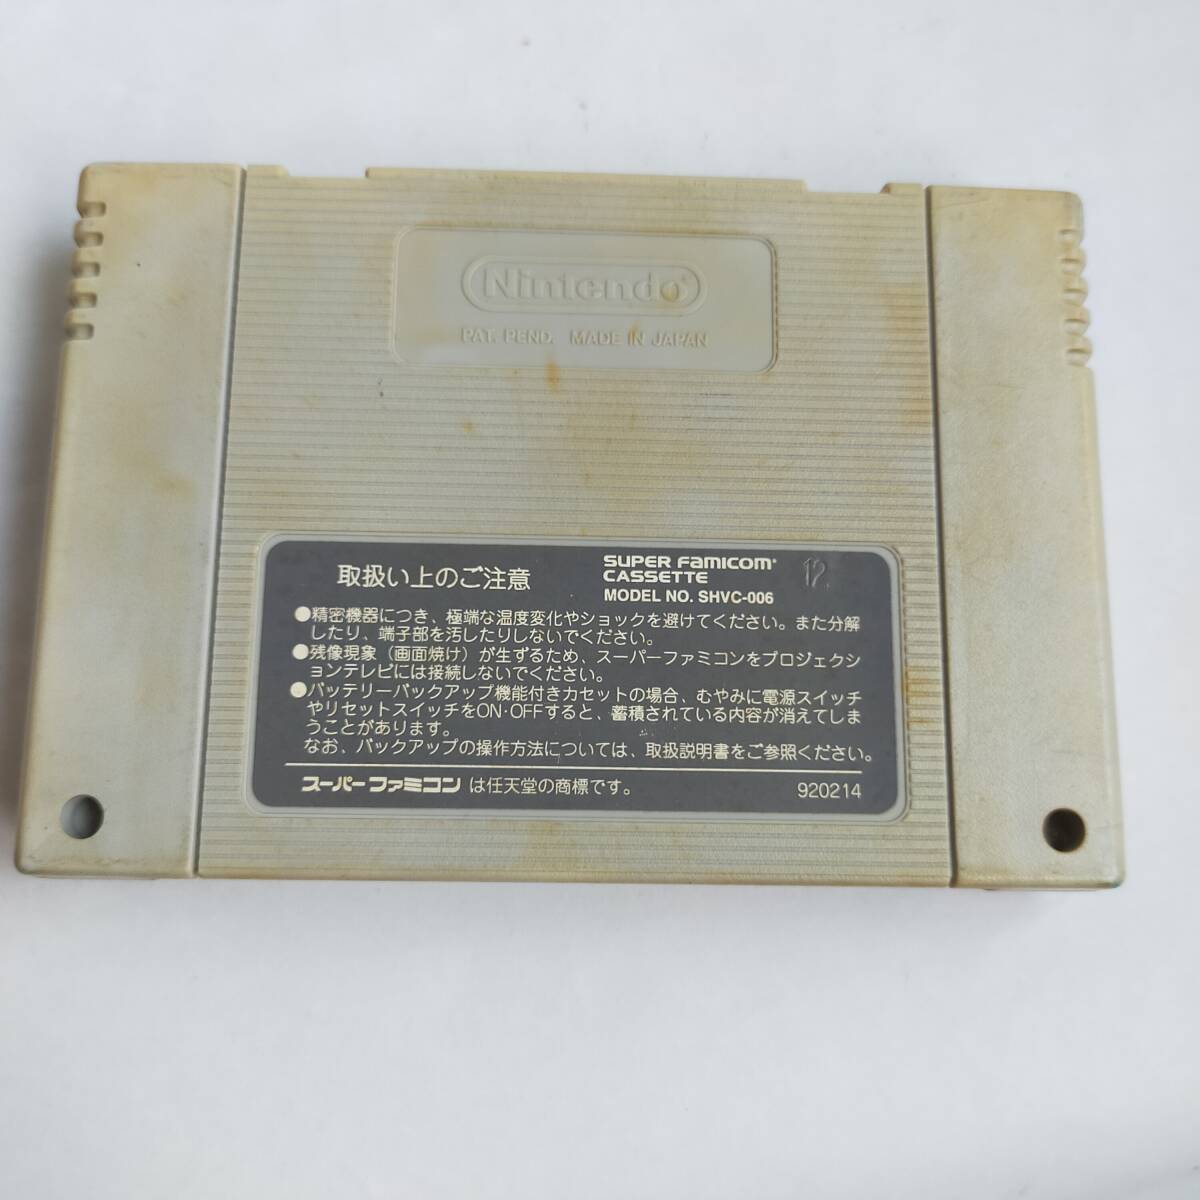 Nintendo
PAT. PEND. MADE IN JAPAN
取扱い上のご注意
SUPER FAMICOM
CASSETTE
MODEL NO. SHVC-006
12
●精密機器につき、極端な温度変化やショックを避けてください。また分解
したり、端子部を汚したりしないでください。
●残像現象（画面焼け）が生ずるため、スーパーファミコンをプロジェクシ
ョンテレビには接続しないでください。
●バッテリーバックアップ機能付きカセットの場合、むやみに電源スイッチ
やリセットスイッチをON·OFFすると、蓄積されている内容が消えてしま
うことがあります。
なお、バックアップの操作方法については、取扱説明書をご参照ください。
スーパーファミコン は任天堂の商標です。
920214